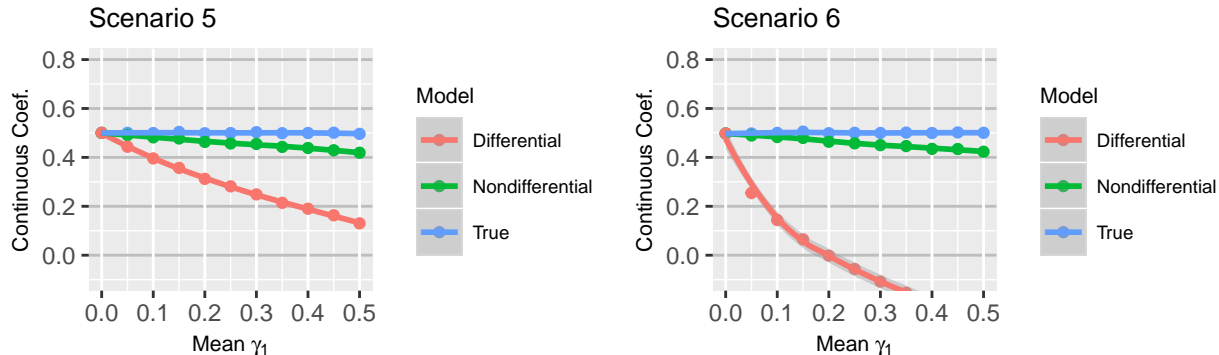 Scenario 5
Continuous Coef.
0.8
0.6
0.4
0.2
0.0
0.0 0.1 0.2 0.3 0.4 0.5
Mean γ1
Model
Differential
Nondifferential
True
Scenario 6
Continuous Coef.
0.8
0.6
0.4
0.2
0.0
0.0 0.1 0.2 0.3 0.4 0.5
Mean γ1
Model
Differential
Nondifferential
True